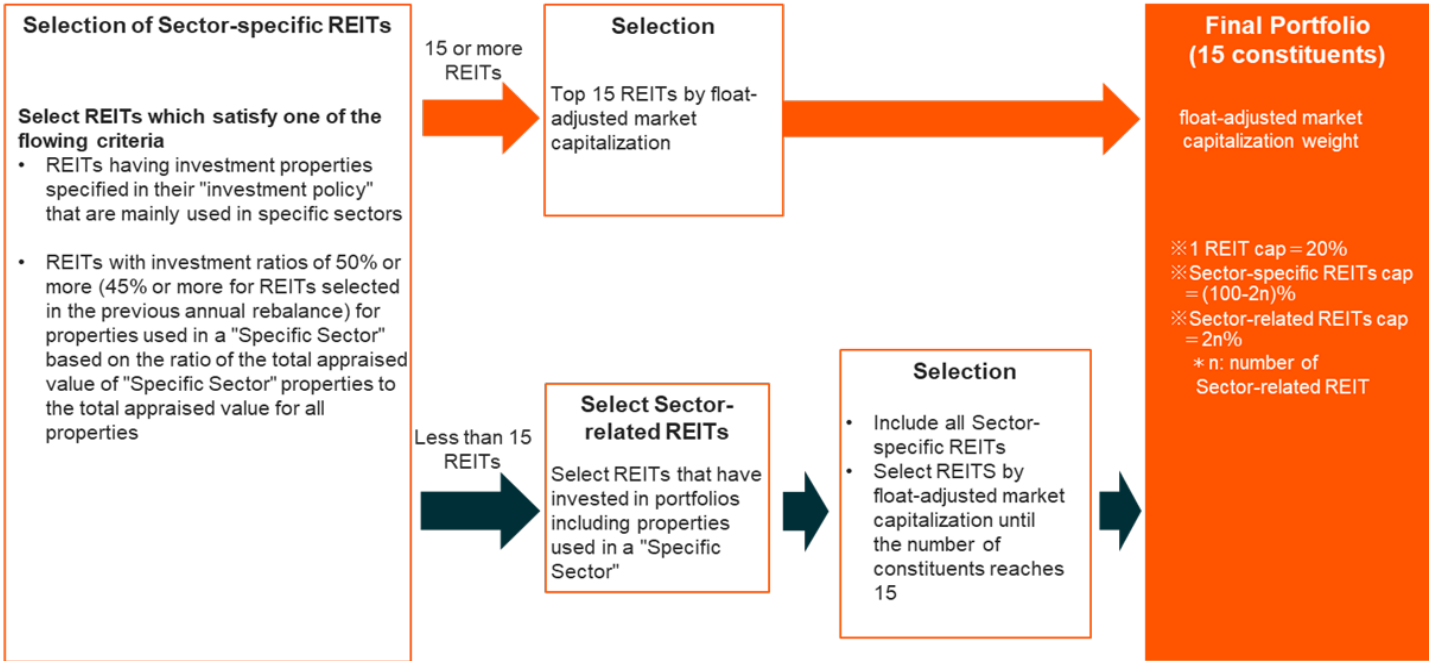 Selection of Sector-specific REITs
Select REITs which satisfy one of the
flowing criteria
• REITs having investment properties
specified in their "investment policy"
that are mainly used in specific sectors
• REITs with investment ratios of 50% or
more (45% or more for REITs selected
in the previous annual rebalance) for
properties used in a "Specific Sector"
based on the ratio of the total appraised
value of "Specific Sector" properties to
the total appraised value for all
properties
15 or more
REITs
Selection
Top 15 REITs by float-
adjusted market
capitalization
Less than 15
REITs
Select Sector-
related REITs
Select REITs that have
invested in portfolios
including properties
used in a "Specific
Sector"
Selection
• Include all Sector-
specific REITs
• Select REITS by
float-adjusted market
capitalization until
the number of
constituents reaches
15
Final Portfolio
(15 constituents)
float-adjusted market
capitalization weight
※1 REIT cap＝20%
※Sector-specific REITs cap
＝(100-2n)%
※Sector-related REITs cap
＝2n%
＊n: number of
Sector-related REIT